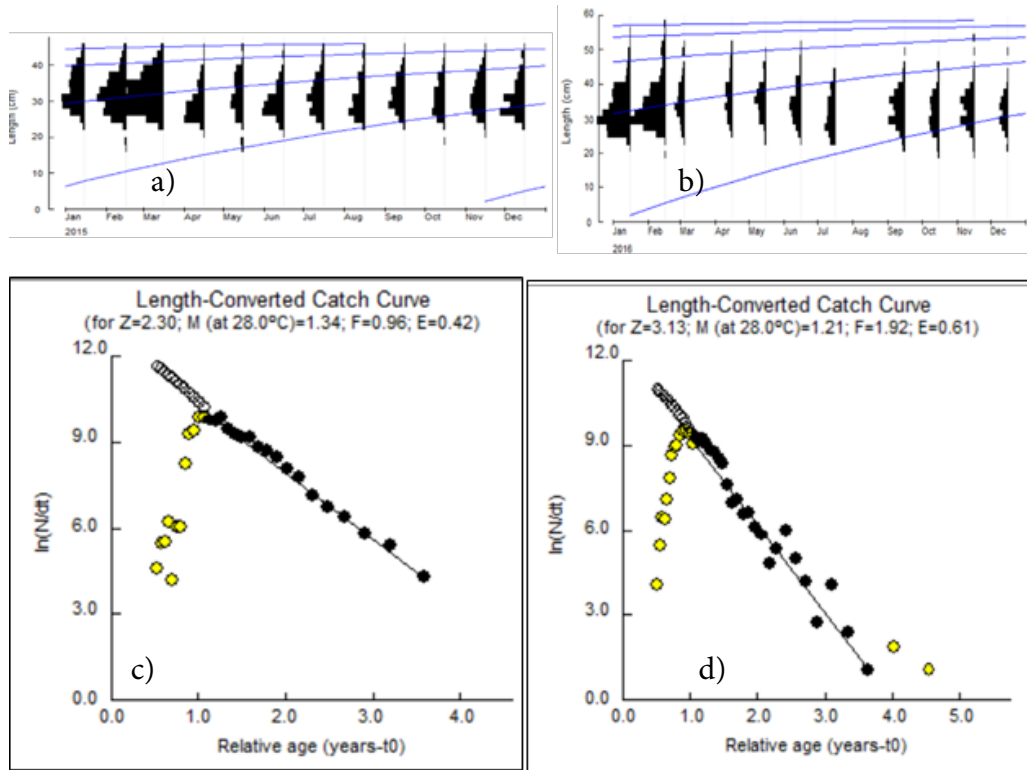 Length (cm)
40
30
20
10
0
a)
Jan Feb Mar Apr May Jun Jul Aug Sep Oct Nov Dec
2015
Length (cm)
60
50
40
30
20
10
0
b)
Jan Feb Mar Apr May Jun Jul Aug Sep Oct Nov Dec
2016
Length-Converted Catch Curve
(for Z=2.30; M (at 28.0ºC)=1.34; F=0.96; E=0.42)
12.0
9.0
6.0
3.0
0.0
ln(N/dt)
c)
0.0 1.0 2.0 3.0 4.0
Relative age (years-t0)
Length-Converted Catch Curve
(for Z=3.13; M (at 28.0ºC)=1.21; F=1.92; E=0.61)
12.0
9.0
6.0
3.0
0.0
ln(N/dt)
d)
0.0 1.0 2.0 3.0 4.0 5.0
Relative age (years-t0)